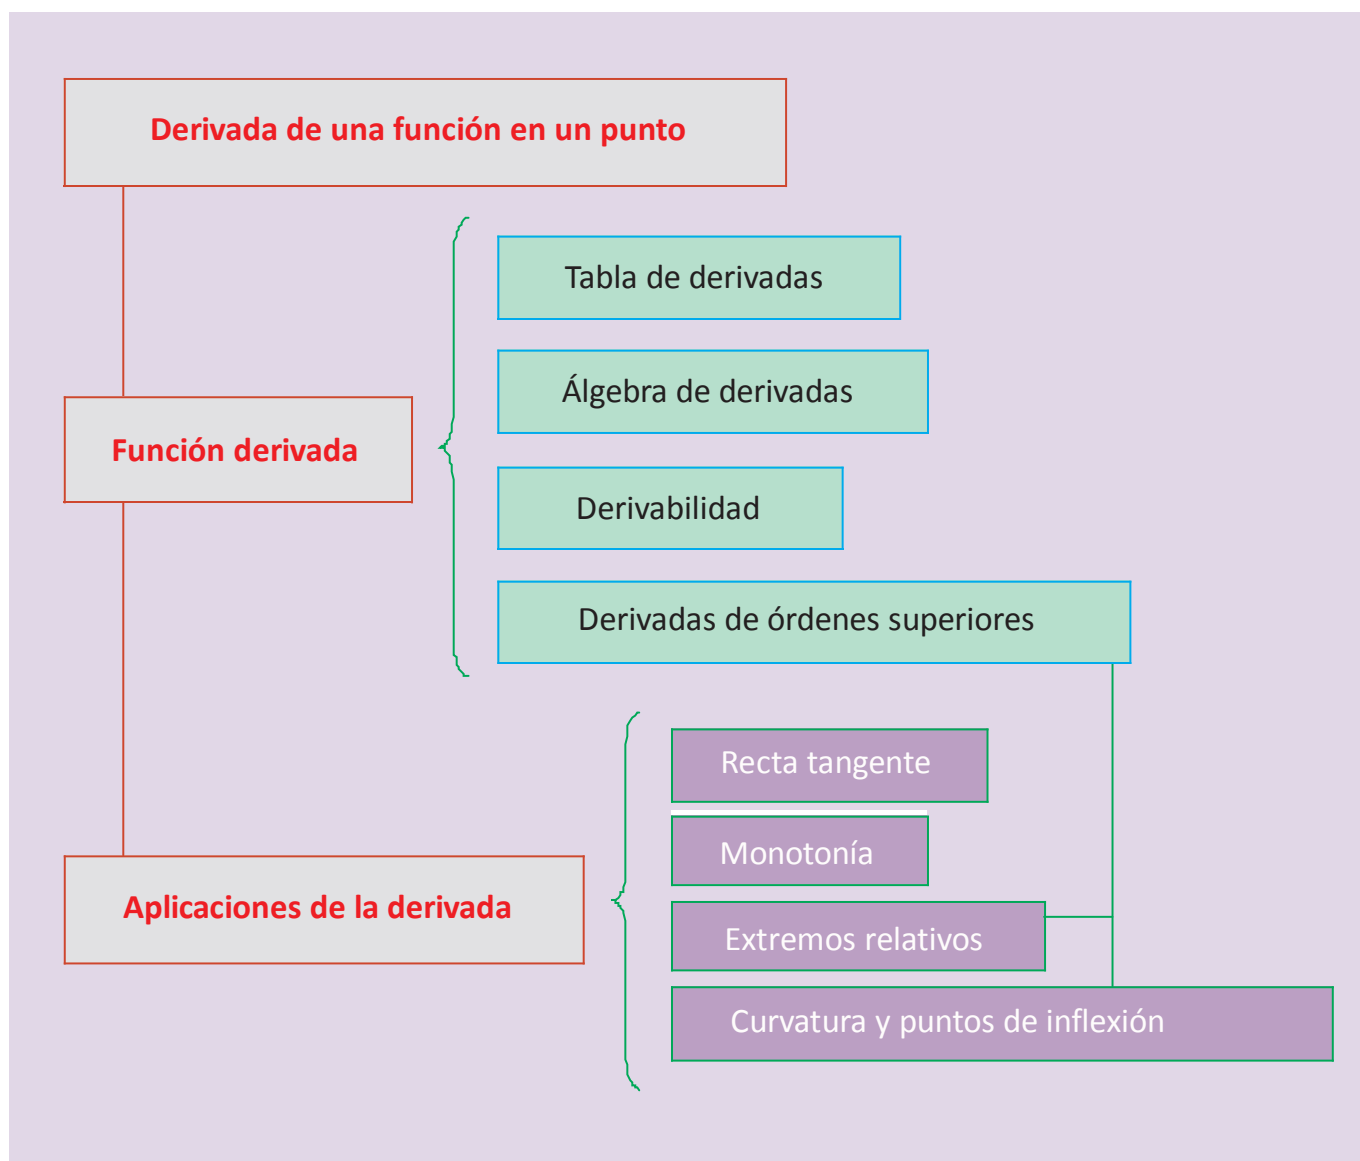 Derivada de una función en un punto
Tabla de derivadas
Álgebra de derivadas
Función derivada
Derivabilidad
Derivadas de órdenes superiores
Recta tangente
Monotonía
Aplicaciones de la derivada
Extremos relativos
Curvatura y puntos de inflexión